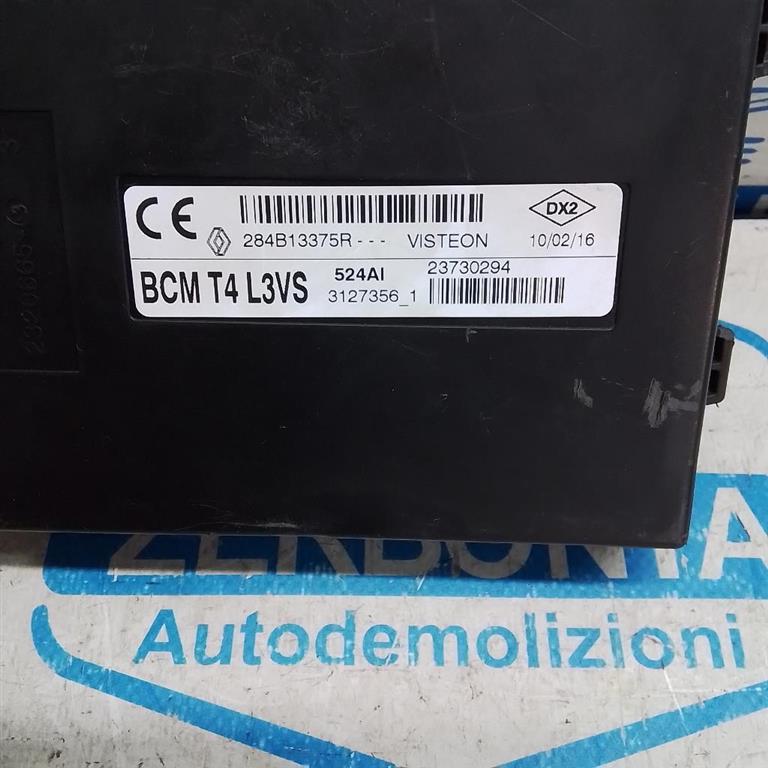 CE
DX2
284B13375R--- VISTEON 10/02/16
BCM T4 L3VS 524AI 23730294
3127356_1
Autodemolizioni